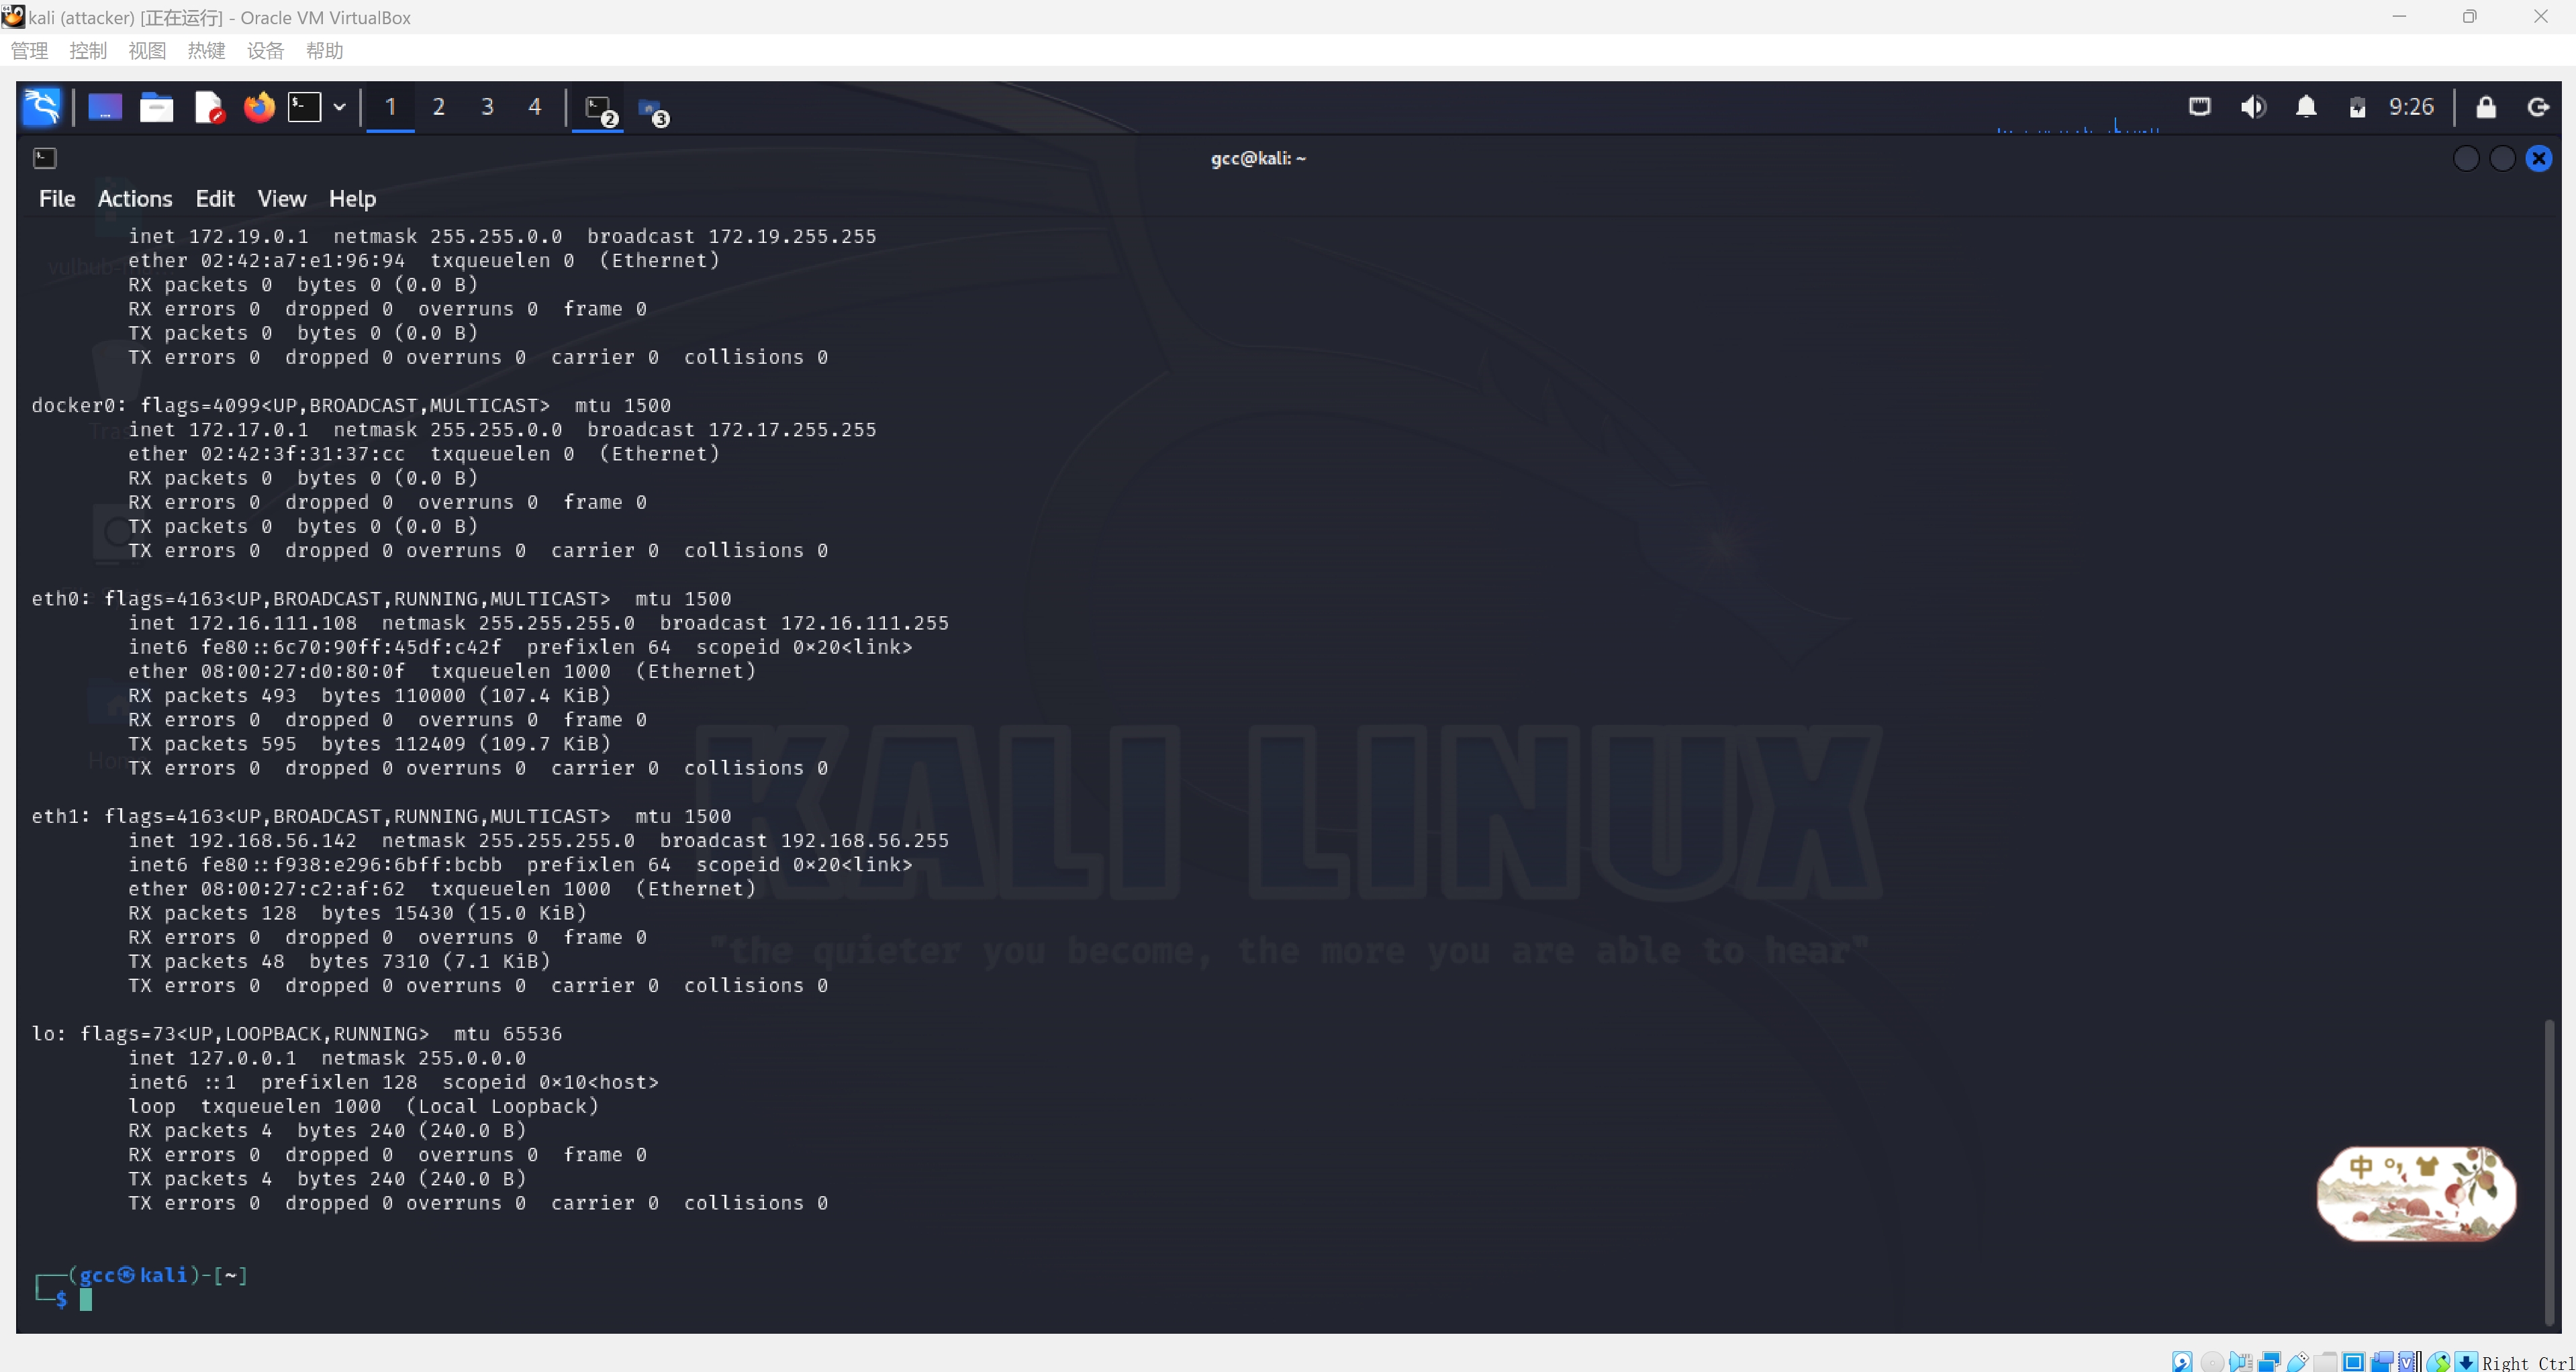 kali (attacker) [正在运行] - Oracle VM VirtualBox
管理 控制 视图 热键 设备 帮助
1 2 3 4 2 3 9:26
gcc@kali: ~
File Actions Edit View Help
inet 172.19.0.1 netmask 255.255.0.0 broadcast 172.19.255.255
ether 02:42:a7:e1:96:94 txqueuelen 0 (Ethernet)
RX packets 0 bytes 0 (0.0 B)
RX errors 0 dropped 0 overruns 0 frame 0
TX packets 0 bytes 0 (0.0 B)
TX errors 0 dropped 0 overruns 0 carrier 0 collisions 0
docker0: flags=4099<UP,BROADCAST,MULTICAST> mtu 1500
inet 172.17.0.1 netmask 255.255.0.0 broadcast 172.17.255.255
ether 02:42:3f:31:37:cc txqueuelen 0 (Ethernet)
RX packets 0 bytes 0 (0.0 B)
RX errors 0 dropped 0 overruns 0 frame 0
TX packets 0 bytes 0 (0.0 B)
TX errors 0 dropped 0 overruns 0 carrier 0 collisions 0
eth0: flags=4163<UP,BROADCAST,RUNNING,MULTICAST> mtu 1500
inet 172.16.111.108 netmask 255.255.255.0 broadcast 172.16.111.255
inet6 fe80::6c70:90ff:45df:c42f prefixlen 64 scopeid 0×20<link>
ether 08:00:27:d0:80:0f txqueuelen 1000 (Ethernet)
RX packets 493 bytes 110000 (107.4 KiB)
RX errors 0 dropped 0 overruns 0 frame 0
TX packets 595 bytes 112409 (109.7 KiB)
TX errors 0 dropped 0 overruns 0 carrier 0 collisions 0
eth1: flags=4163<UP,BROADCAST,RUNNING,MULTICAST> mtu 1500
inet 192.168.56.142 netmask 255.255.255.0 broadcast 192.168.56.255
inet6 fe80::f938:e296:6bff:bcbb prefixlen 64 scopeid 0×20<link>
ether 08:00:27:c2:af:62 txqueuelen 1000 (Ethernet)
RX packets 128 bytes 15430 (15.0 KiB)
RX errors 0 dropped 0 overruns 0 frame 0
TX packets 48 bytes 7310 (7.1 KiB)
TX errors 0 dropped 0 overruns 0 carrier 0 collisions 0
lo: flags=73<UP,LOOPBACK,RUNNING> mtu 65536
inet 127.0.0.1 netmask 255.0.0.0
inet6 ::1 prefixlen 128 scopeid 0×10<host>
loop txqueuelen 1000 (Local Loopback)
RX packets 4 bytes 240 (240.0 B)
RX errors 0 dropped 0 overruns 0 frame 0
TX packets 4 bytes 240 (240.0 B)
TX errors 0 dropped 0 overruns 0 carrier 0 collisions 0
(gcc㉿kali)-[~]
$
KALI LINUX
"the quieter you become, the more you are able to hear"
中
Right Ctrl